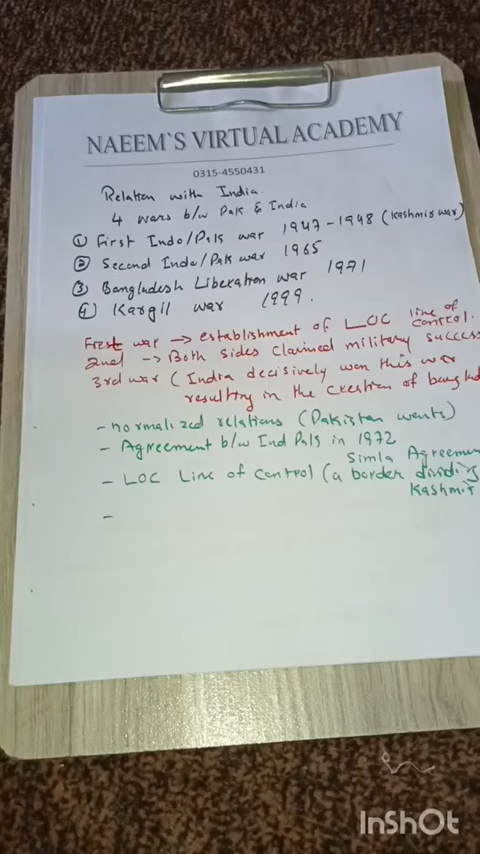 NAEEM`S VIRTUAL ACADEMY
0315-4550431
Relation with India.
4 wars b/w Pak & India
① First Indo/Pak war 1947-1948 (Kashmir war)
② Second Indo/Pak war 1965
③ Bangladesh Liberation war 1971
④ Kargil war 1999.
First war → establishment of LOC line of control.
2nd → Both sides claimed military success
3rd war (India decisively won this war
resulting in the creation of
- normalized relations (Pakistan wants)
- Agreement b/w Ind Pak in 1972
Simla
- LOC Line of Control (a border dividing
Kashmir
-
InShOt